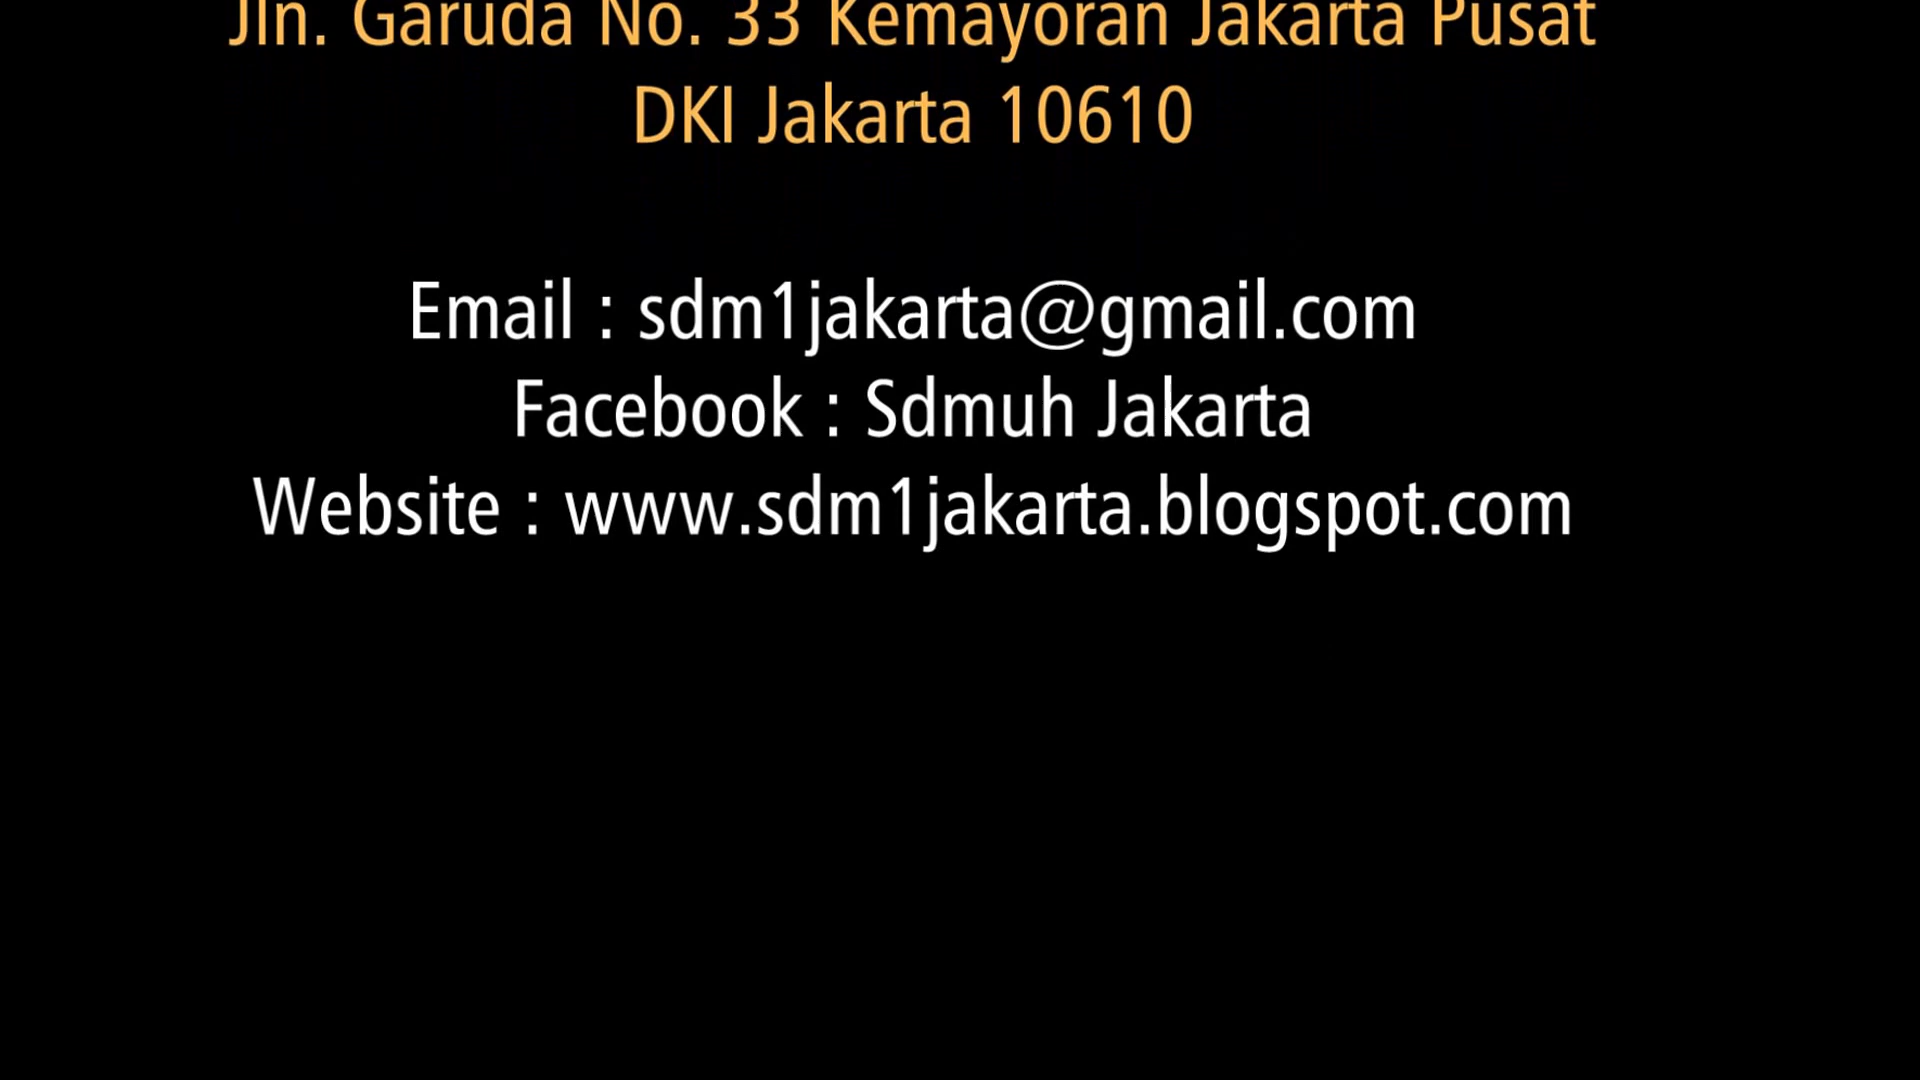 Jln. Garuda No. 33 Kemayoran Jakarta Pusat
DKI Jakarta 10610
Email : sdm1jakarta@gmail.com
Facebook : Sdmuh Jakarta
Website : www.sdm1jakarta.blogspot.com